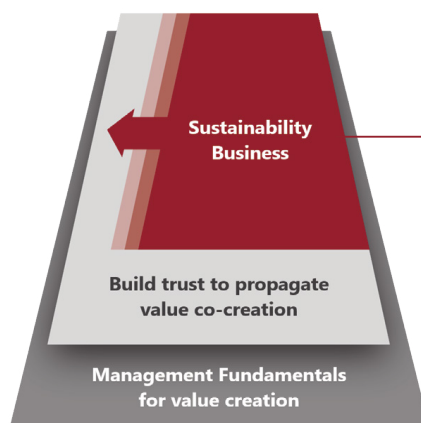 Sustainability
Business
Build trust to propagate
value co-creation
Management Fundamentals
for value creation